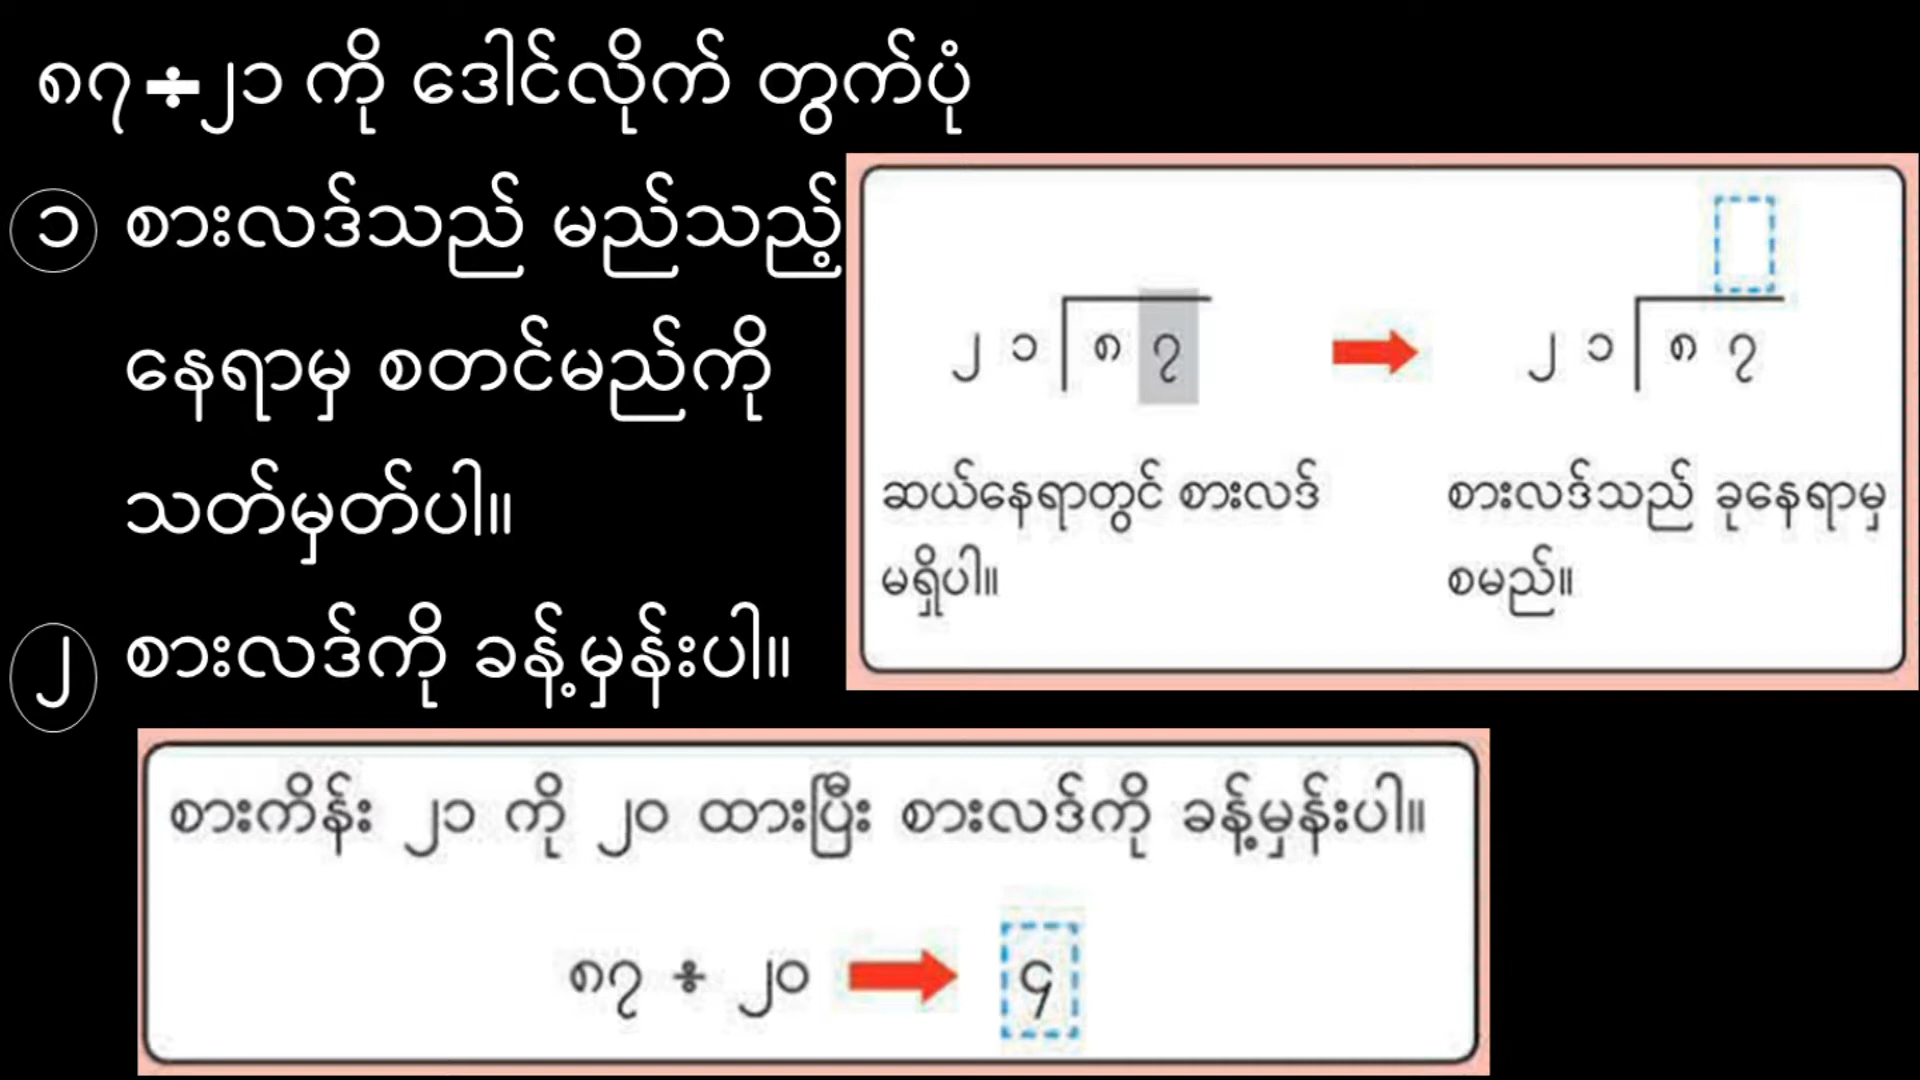 ၈၇÷၂၁ ကို ဒေါင်လိုက် တွက်ပုံ
၁ စားလဒ်သည် မည်သည့်
နေရာမှ စတင်မည်ကို
သတ်မှတ်ပါ။
၂၁ ၈၇
၂၁ ၈၇
ဆယ်နေရာတွင် စားလဒ်
မရှိပါ။
စားလဒ်သည် ခုနေရာမှ
စမည်။
၂ စားလဒ်ကို ခန့်မှန်းပါ။
စားကိန်း ၂၁ ကို ၂၀ ထားပြီး စားလဒ်ကို ခန့်မှန်းပါ။
၈၇ ÷ ၂၀ ၄